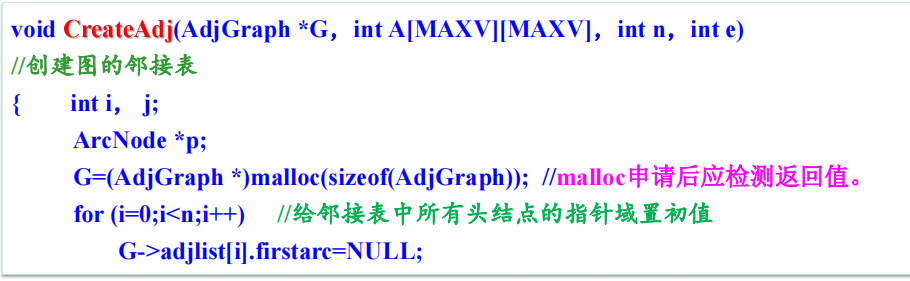 void CreateAdj(AdjGraph *G，int A[MAXV][MAXV]，int n，int e)
//创建图的邻接表
{ int i， j;
ArcNode *p;
G=(AdjGraph *)malloc(sizeof(AdjGraph)); //malloc申请后应检测返回值。
for (i=0;i<n;i++) //给邻接表中所有头结点的指针域置初值
G->adjlist[i].firstarc=NULL;